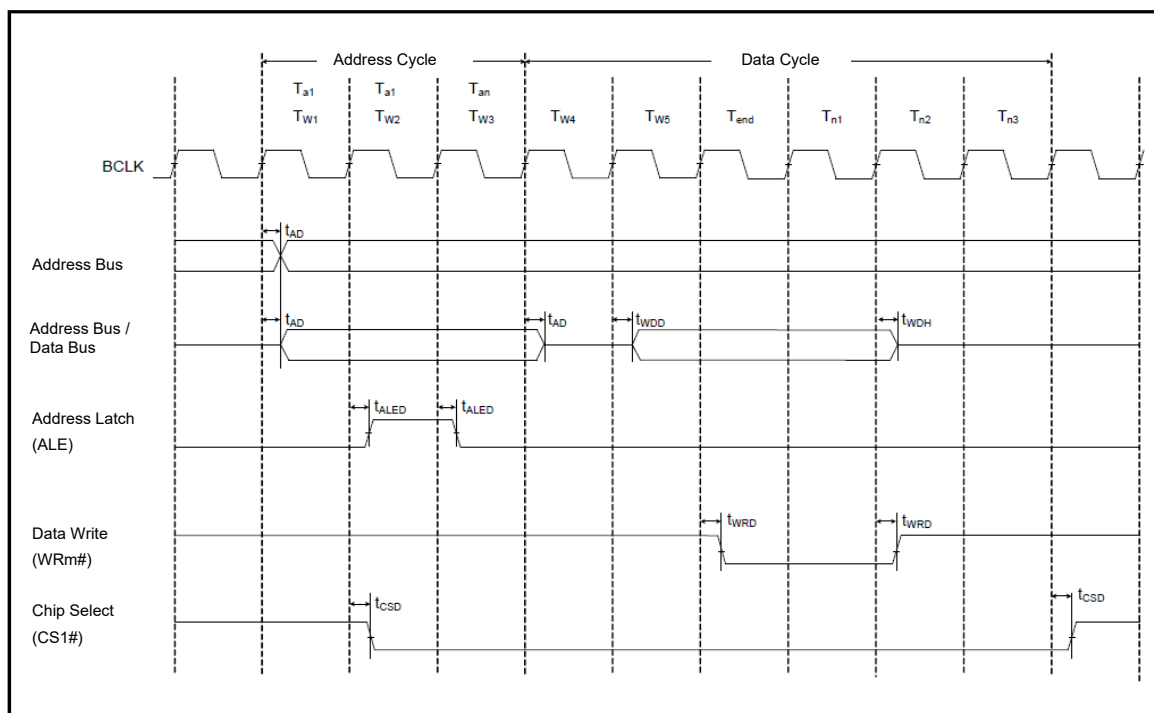 Address Cycle Data Cycle
Ta1 Ta1 Tan
TW1 TW2 TW3 TW4 TW5 Tend Tn1 Tn2 Tn3
BCLK
tAD
Address Bus
tAD tAD tWDD tWDH
Address Bus /
Data Bus
tALED tALED
Address Latch
(ALE)
tWRD tWRD
Data Write
(WRm#)
tCSD tCSD
Chip Select
(CS1#)